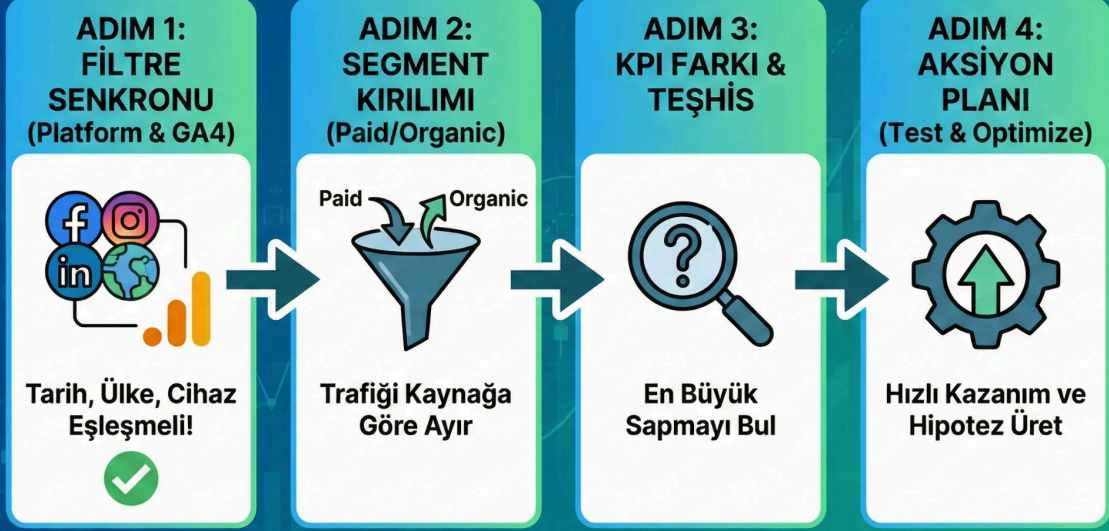 ADIM 1:
FİLTRE
SENKRONU
(Platform & GA4)
Tarih, Ülke, Cihaz
Eşleşmeli!
ADIM 2:
SEGMENT
KIRILIMI
(Paid/Organic)
Paid
Organic
Trafiği Kaynağa
Göre Ayır
ADIM 3:
KPI FARKI &
TEŞHİS
?
En Büyük
Sapmayı Bul
ADIM 4:
AKSİYON
PLANI
(Test & Optimize)
Hızlı Kazanım ve
Hipotez Üret